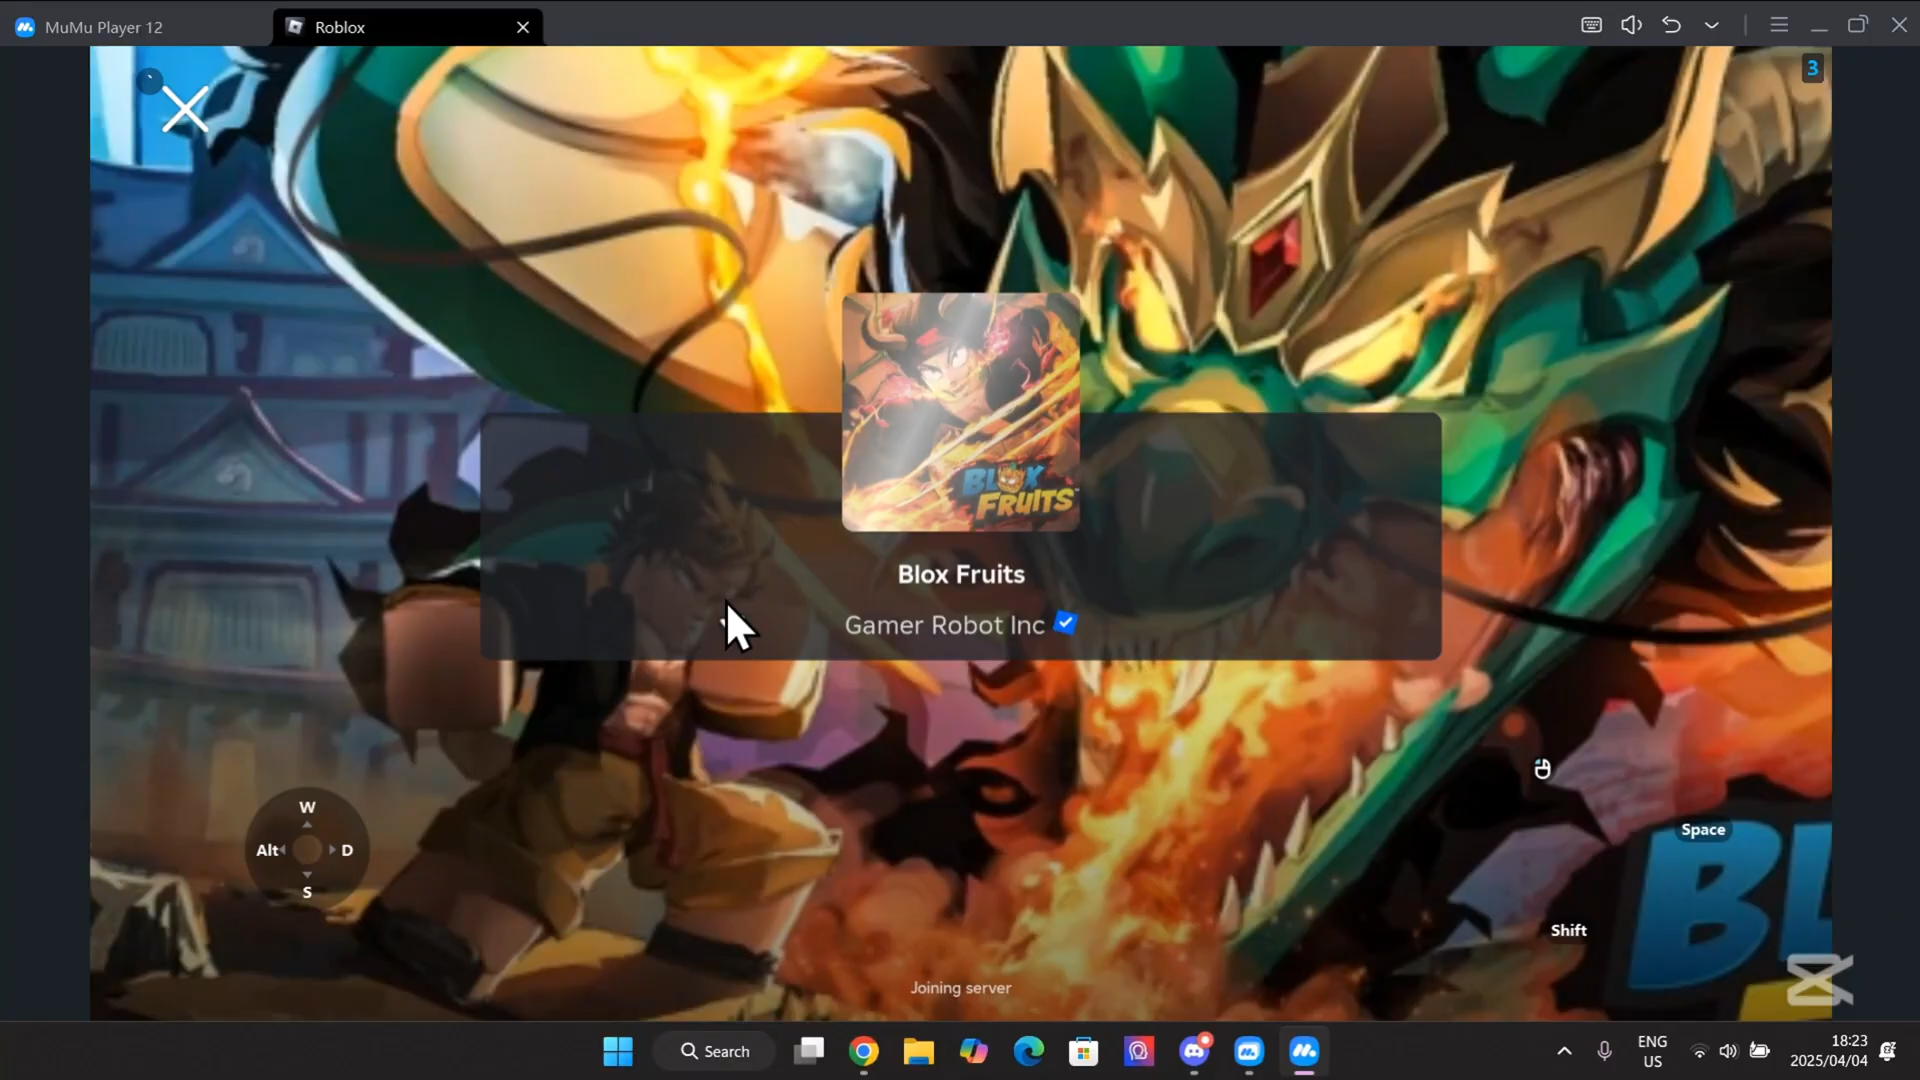 MuMu Player 12
Roblox
3
BLOX
FRUITS
Blox Fruits
Gamer Robot Inc
W
Alt
D
S
Space
Shift
BL
Joining server
Search
ENG
US
18:23
2025/04/04